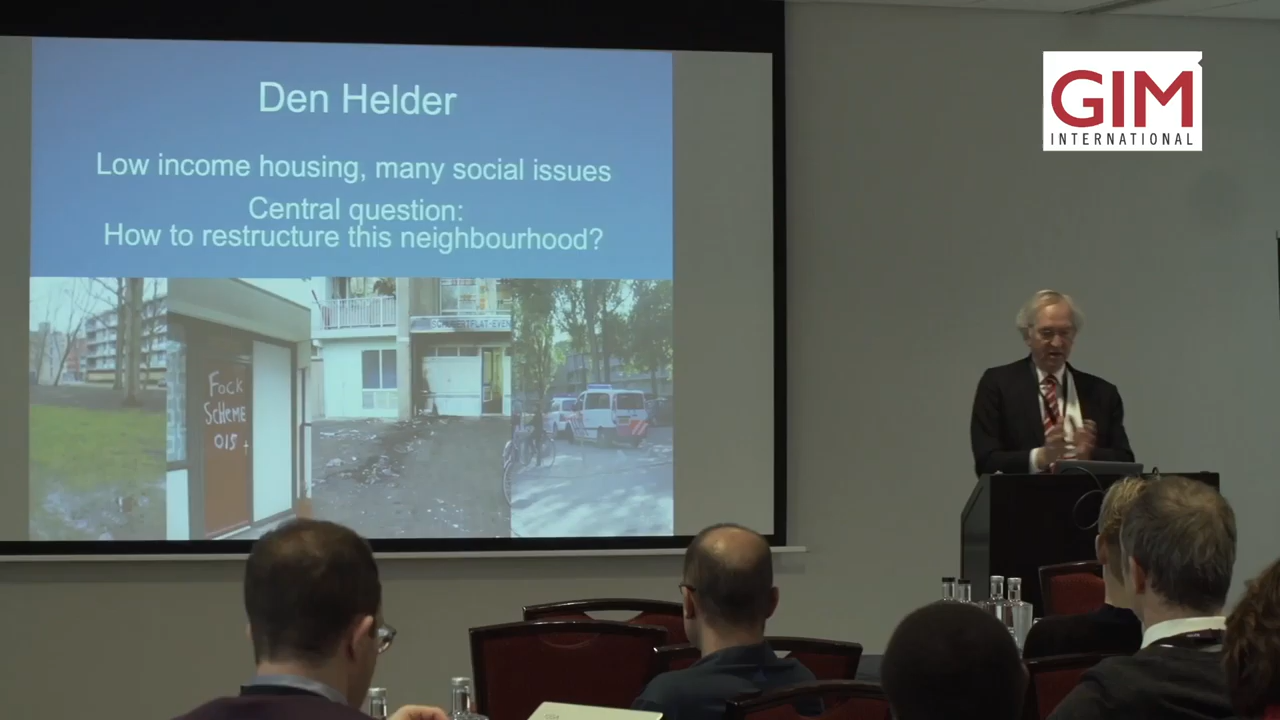 Den Helder
Low income housing, many social issues
Central question:
How to restructure this neighbourhood?
Fock
ScHeME
015
GIM
INTERNATIONAL